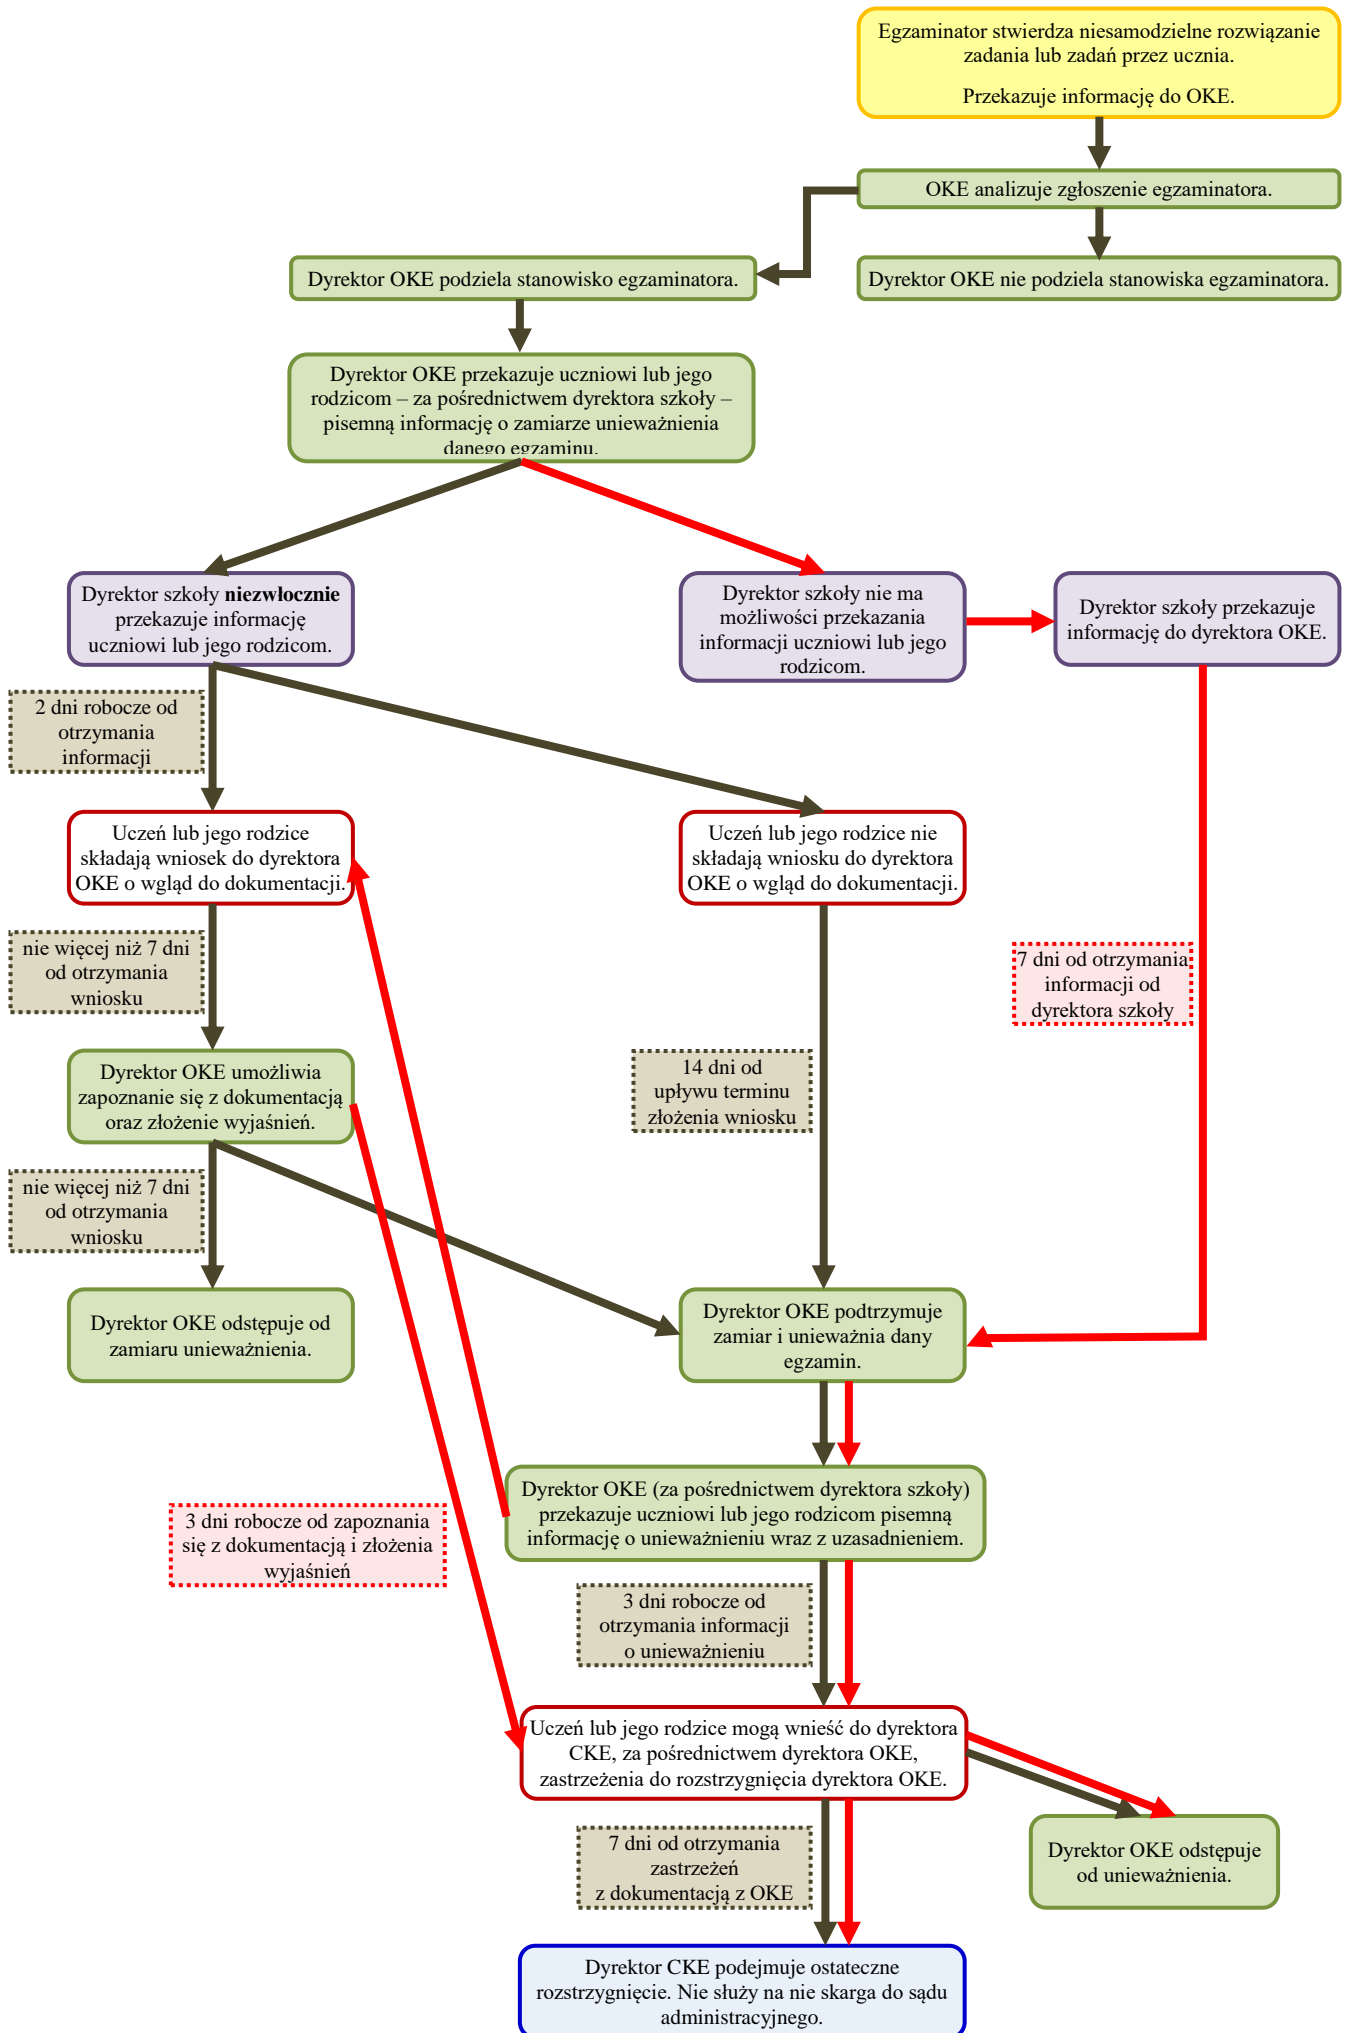 Egzaminator stwierdza niesamodzielne rozwiązanie
zadania lub zadań przez ucznia.
Przekazuje informację do OKE.
OKE analizuje zgłoszenie egzaminatora.
Dyrektor OKE podziela stanowisko egzaminatora.
Dyrektor OKE nie podziela stanowiska egzaminatora.
Dyrektor OKE przekazuje uczniowi lub jego
rodzicom – za pośrednictwem dyrektora szkoły –
pisemną informację o zamiarze unieważnienia
danego egzaminu.
Dyrektor szkoły niezwłocznie
przekazuje informację
uczniowi lub jego rodzicom.
Dyrektor szkoły nie ma
możliwości przekazania
informacji uczniowi lub jego
rodzicom.
Dyrektor szkoły przekazuje
informację do dyrektora OKE.
2 dni robocze od
otrzymania
informacji
Uczeń lub jego rodzice
składają wniosek do dyrektora
OKE o wgląd do dokumentacji.
Uczeń lub jego rodzice nie
składają wniosku do dyrektora
OKE o wgląd do dokumentacji.
nie więcej niż 7 dni
od otrzymania
wniosku
7 dni od otrzymania
informacji od
dyrektora szkoły
Dyrektor OKE umożliwia
zapoznanie się z dokumentacją
oraz złożenie wyjaśnień.
14 dni od
upływu terminu
złożenia wniosku
nie więcej niż 7 dni
od otrzymania
wniosku
Dyrektor OKE odstępuje od
zamiaru unieważnienia.
Dyrektor OKE podtrzymuje
zamiar i unieważnia dany
egzamin.
Dyrektor OKE (za pośrednictwem dyrektora szkoły)
przekazuje uczniowi lub jego rodzicom pisemną
informację o unieważnieniu wraz z uzasadnieniem.
3 dni robocze od zapoznania
się z dokumentacją i złożenia
wyjaśnień
3 dni robocze od
otrzymania informacji
o unieważnieniu
Uczeń lub jego rodzice mogą wnieść do dyrektora
CKE, za pośrednictwem dyrektora OKE,
zastrzeżenia do rozstrzygnięcia dyrektora OKE.
7 dni od otrzymania
zastrzeżeń
z dokumentacją z OKE
Dyrektor OKE odstępuje
od unieważnienia.
Dyrektor CKE podejmuje ostateczne
rozstrzygnięcie. Nie służy na nie skarga do sądu
administracyjnego.